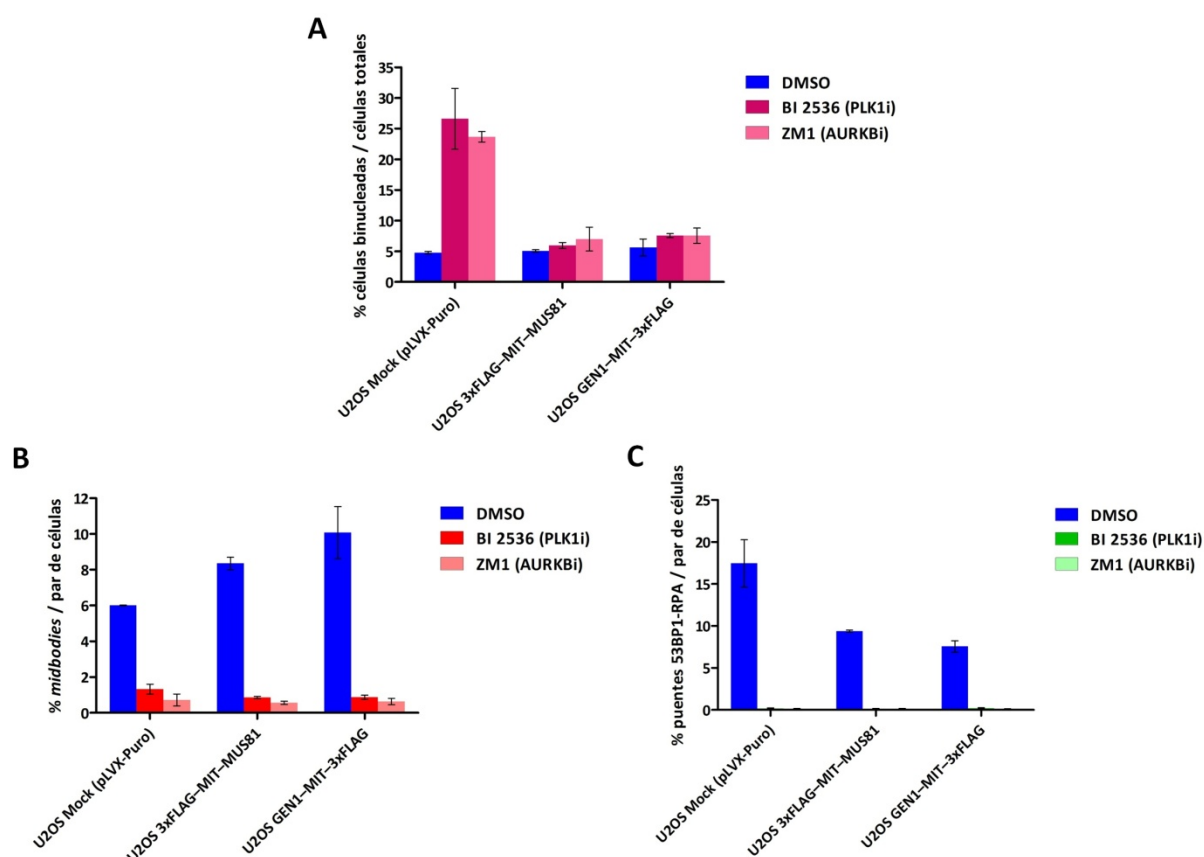 A
% células binucleadas / células totales
35
30
25
20
15
10
5
0
DMSO
BI 2536 (PLK1i)
ZM1 (AURKBi)
U2OS Mock (pLVX-Puro)
U2OS 3xFLAG–MIT–MUS81
U2OS GEN1–MIT–3xFLAG
B
% midbodies / par de células
12
10
8
6
4
2
0
DMSO
BI 2536 (PLK1i)
ZM1 (AURKBi)
U2OS Mock (pLVX-Puro)
U2OS 3xFLAG–MIT–MUS81
U2OS GEN1–MIT–3xFLAG
C
% puentes 53BP1-RPA / par de células
25
20
15
10
5
0
DMSO
BI 2536 (PLK1i)
ZM1 (AURKBi)
U2OS Mock (pLVX-Puro)
U2OS 3xFLAG–MIT–MUS81
U2OS GEN1–MIT–3xFLAG